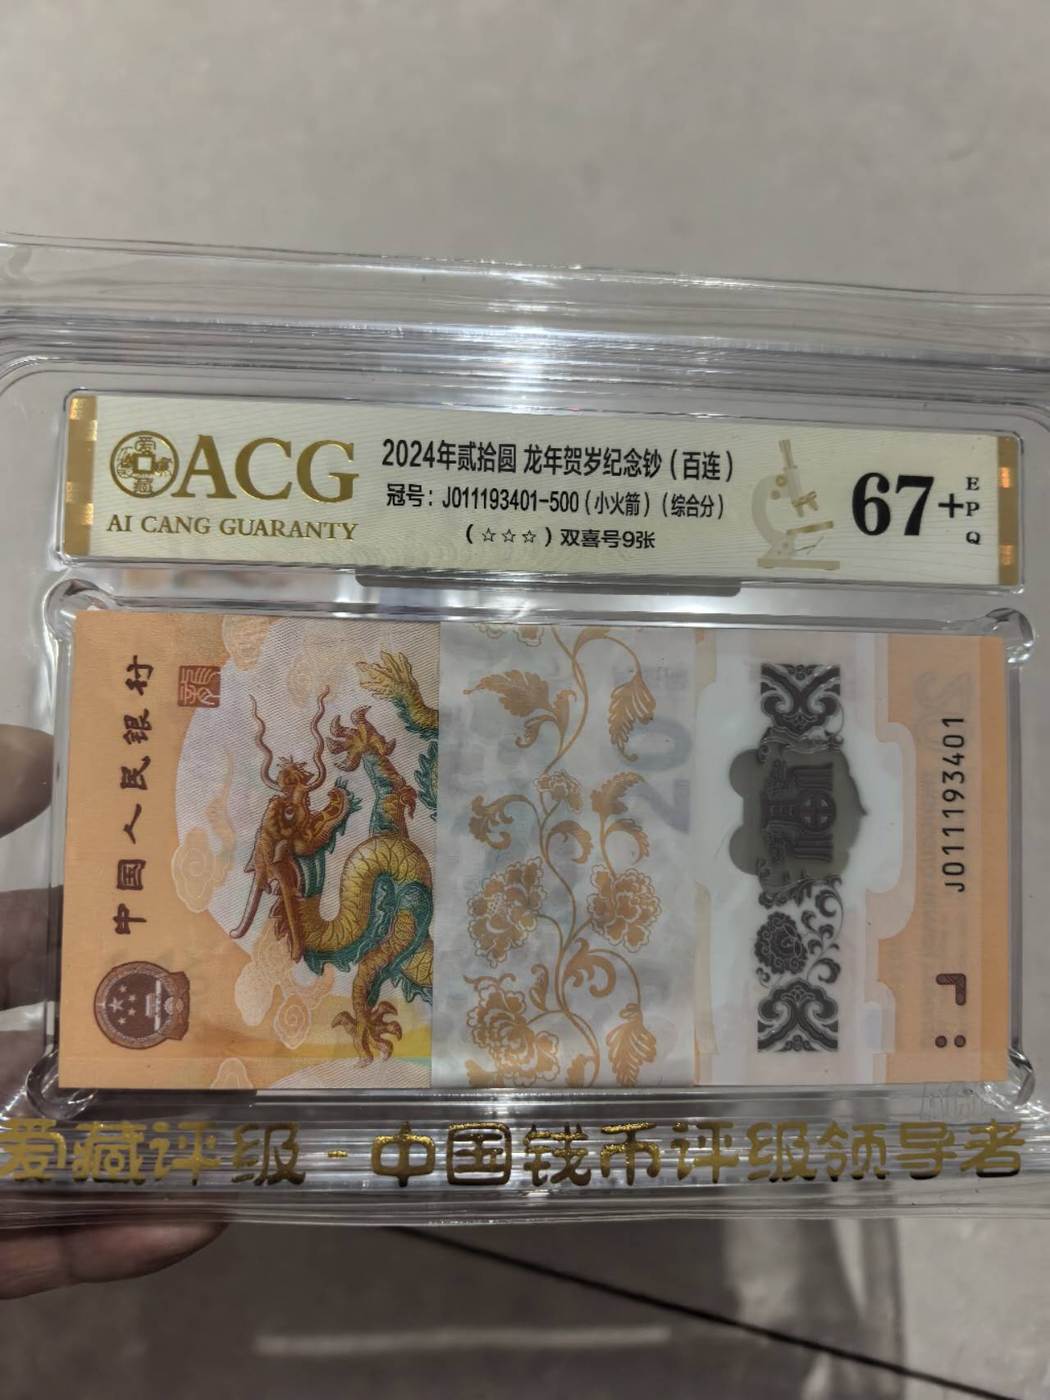 ACG
AI CANG GUARANTY
2024年贰拾圆 龙年贺岁纪念钞(百连)
冠号: J011193401-500(小火箭)(综合分)
(☆☆☆)双喜号9张
67+
EPQ
中国人民银行
20
J011193401
爱藏评级-中国钱币评级领导者